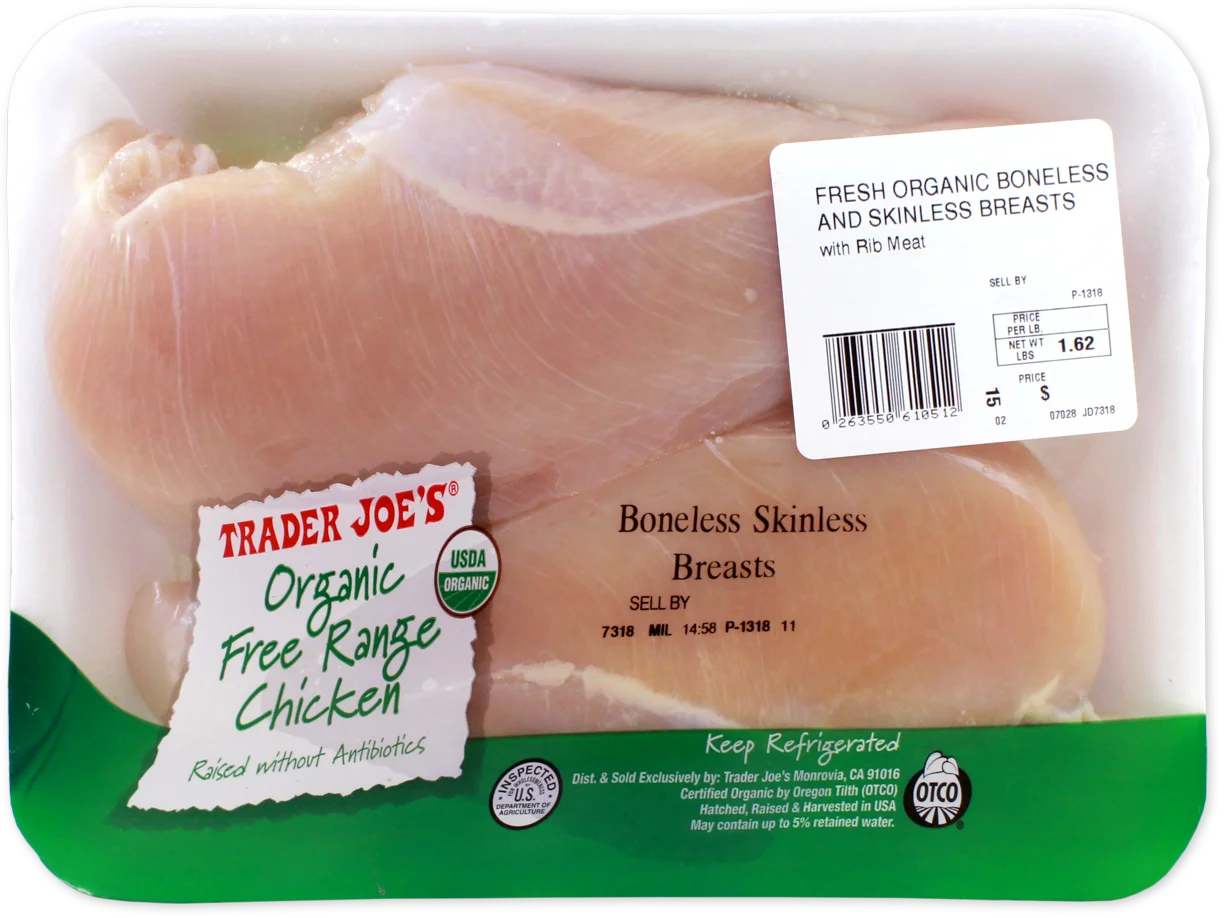 FRESH ORGANIC BONELESS
AND SKINLESS BREASTS
with Rib Meat
SELL BY
P-1318
PRICE
PER LB.
NET WT
LBS
1.62
PRICE
$
15
02
07028 JD7318
0 263550 610512
TRADER JOE'S®
Organic
Free Range
Chicken
Raised without Antibiotics
USDA
ORGANIC
Boneless Skinless
Breasts
SELL BY
7318 MIL 14:58 P-1318 11
Keep Refrigerated
Dist. & Sold Exclusively by: Trader Joe's Monrovia, CA 91016
Certified Organic by Oregon Tilth (OTCO)
Hatched, Raised & Harvested in USA
May contain up to 5% retained water.
INSPECTED
FOR WHOLESOMENESS
BY
U.S.
DEPARTMENT OF
AGRICULTURE
OTCO